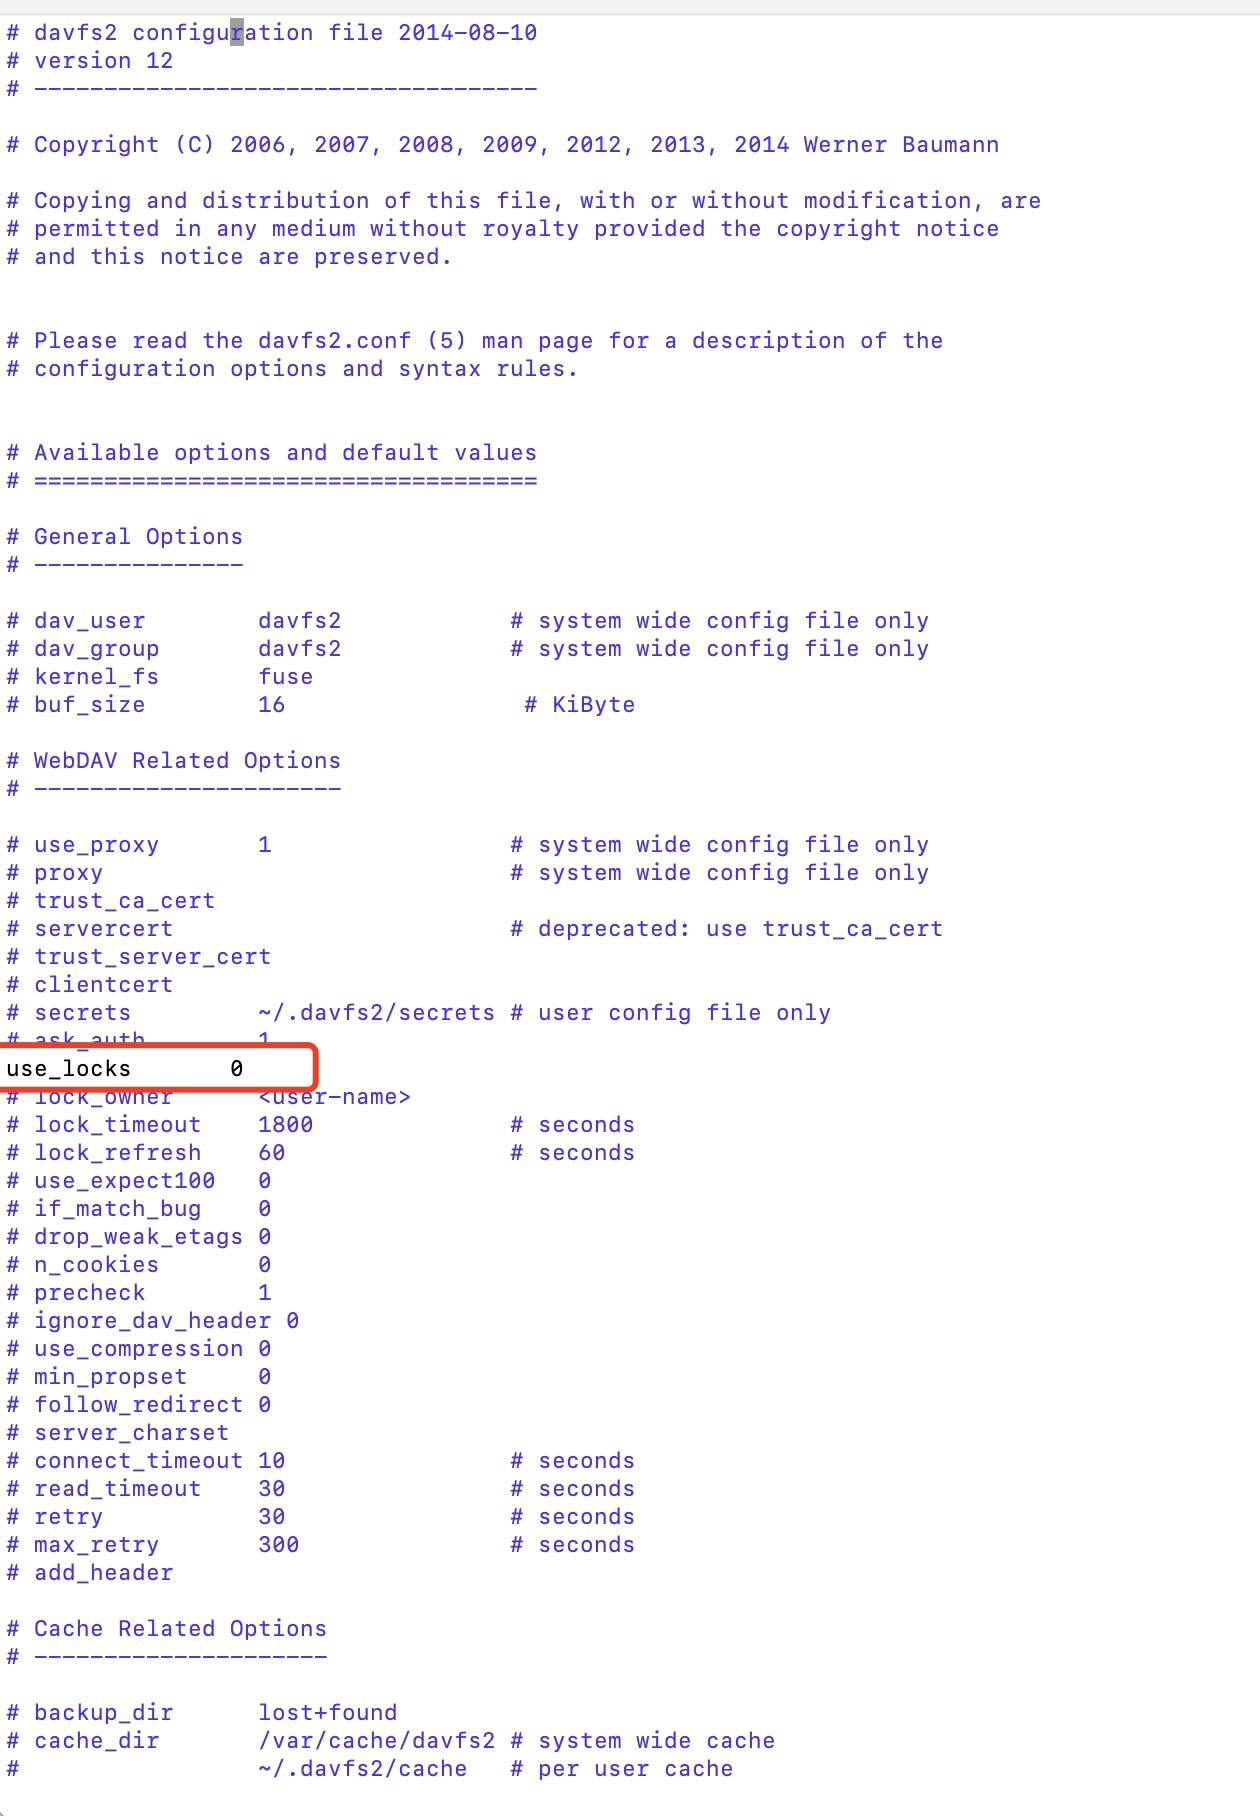 # davfs2 configuration file 2014-08-10
# version 12
# ------------------------------------
# Copyright (C) 2006, 2007, 2008, 2009, 2012, 2013, 2014 Werner Baumann
# Copying and distribution of this file, with or without modification, are
# permitted in any medium without royalty provided the copyright notice
# and this notice are preserved.
# Please read the davfs2.conf (5) man page for a description of the
# configuration options and syntax rules.
# Available options and default values
# ====================================
# General Options
# ---------------
# dav_user        davfs2            # system wide config file only
# dav_group       davfs2            # system wide config file only
# kernel_fs       fuse
# buf_size        16                 # KiByte
# WebDAV Related Options
# ----------------------
# use_proxy       1                 # system wide config file only
# proxy                             # system wide config file only
# trust_ca_cert
# servercert                        # deprecated: use trust_ca_cert
# trust_server_cert
# clientcert
# secrets         ~/.davfs2/secrets # user config file only
# ask_auth        1
use_locks       0
# lock_owner      <user-name>
# lock_timeout    1800              # seconds
# lock_refresh    60                # seconds
# use_expect100   0
# if_match_bug    0
# drop_weak_etags 0
# n_cookies       0
# precheck        1
# ignore_dav_header 0
# use_compression 0
# min_propset     0
# follow_redirect 0
# server_charset
# connect_timeout 10                # seconds
# read_timeout    30                # seconds
# retry           30                # seconds
# max_retry       300               # seconds
# add_header
# Cache Related Options
# ---------------------
# backup_dir      lost+found
# cache_dir       /var/cache/davfs2 # system wide cache
#                 ~/.davfs2/cache   # per user cache